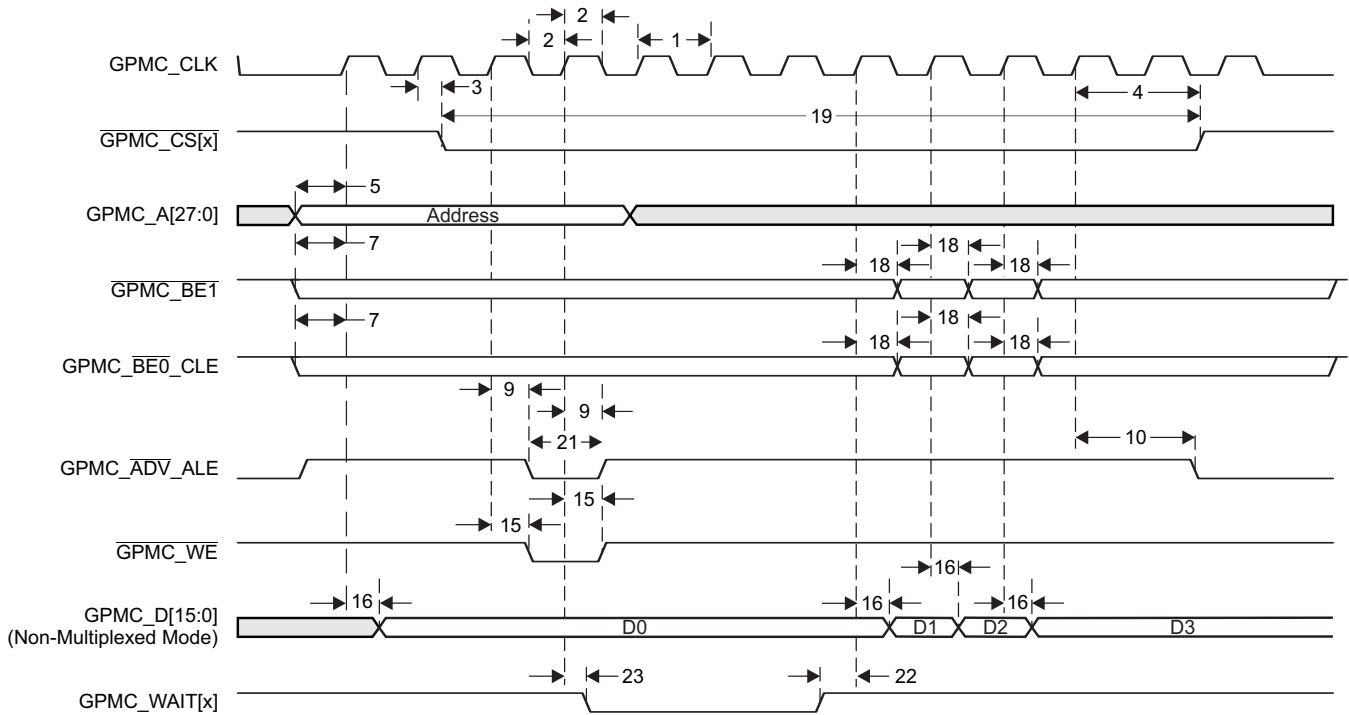 2
2
1
GPMC_CLK
3
4
19
GPMC_CS[x]
5
GPMC_A[27:0]
Address
7
18
18
18
GPMC_BE1
7
18
18
18
GPMC_BE0_CLE
9
9
21
10
GPMC_ADV_ALE
15
15
GPMC_WE
16
16
16
16
GPMC_D[15:0]
(Non-Multiplexed Mode)
D0
D1
D2
D3
23
22
GPMC_WAIT[x]